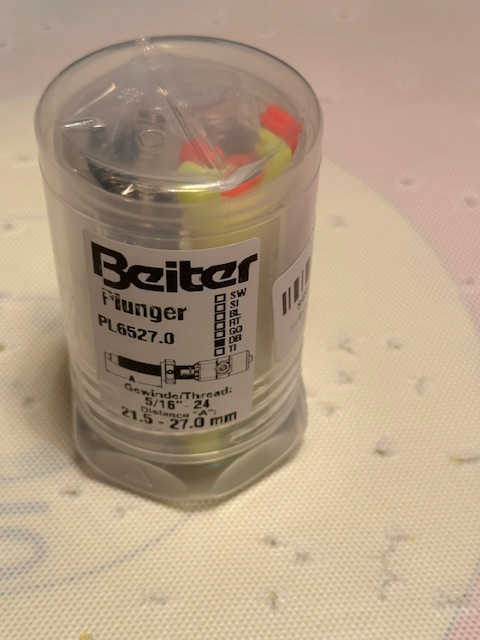 Beiter
Plunger
PL6527.0
SW
SI
BL
RT
GO
DB
TI
A
Gewinde/Thread:
5/16" - 24
Distance "A":
21.5 - 27.0 mm